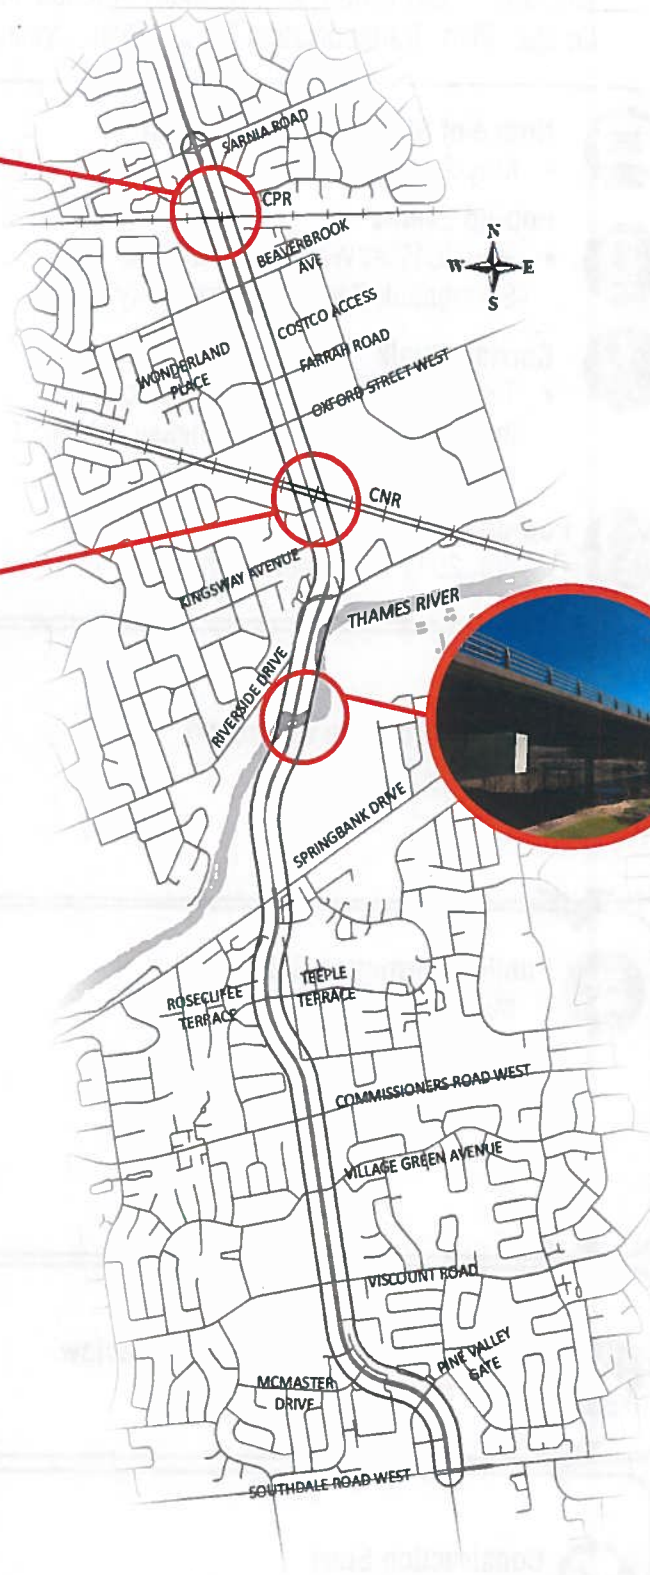 SARNIA ROAD
CPR
BEAVERBROOK
AVE
N
W E
S
COSTCO ACCESS
FARRAH ROAD
WONDERLAND
PLACE
OXFORD STREET WEST
CNR
KINGSWAY AVENUE
THAMES RIVER
RIVERSIDE DRIVE
SPRINGBANK DRIVE
TEEPLE
TERRACE
ROSECLIFFE
TERRACE
COMMISSIONERS ROAD WEST
VILLAGE GREEN AVENUE
VISCOUNT ROAD
PINE VALLEY
GATE
MCMASTER
DRIVE
SOUTHDALE ROAD WEST